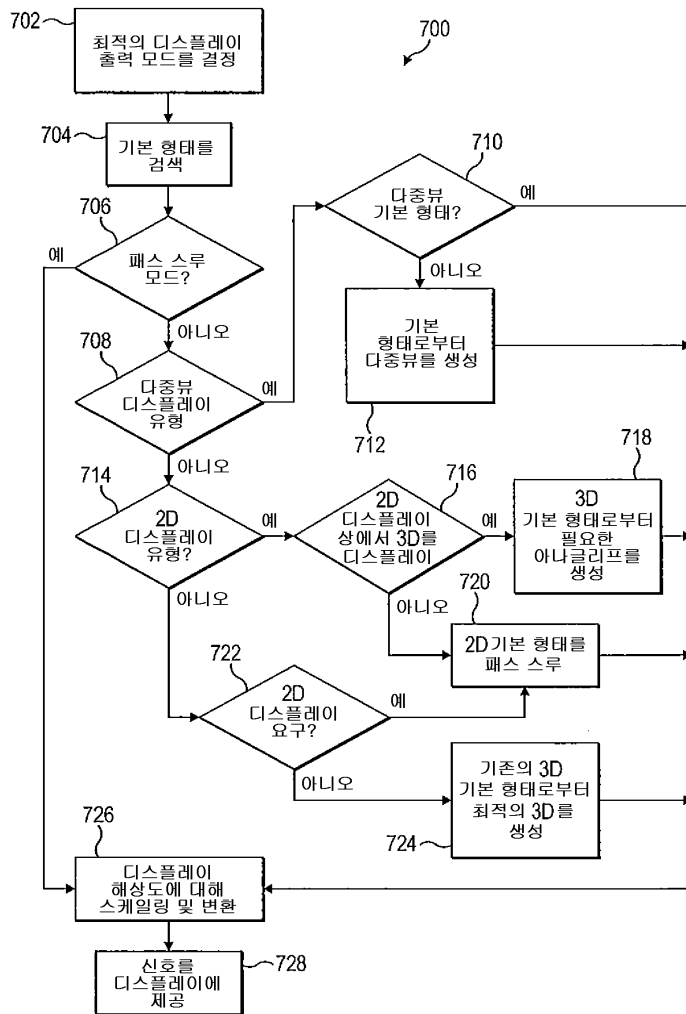 702
최적의 디스플레이
출력 모드를 결정
700
704
기본 형태를
검색
710
다중뷰
기본 형태?
예
아니오
706
예
패스 스루
모드?
아니오
기본
형태로부터
다중뷰를 생성
712
708
다중뷰
디스플레이
유형
예
아니오
714
2D
디스플레이
유형?
예
아니오
716
2D
디스플레이
상에서 3D를
디스플레이
예
아니오
718
3D
기본 형태로부터
필요한
아나글리프를
생성
720
2D 기본 형태를
패스 스루
722
2D
디스플레이
요구?
예
아니오
기존의 3D
기본 형태로부터
최적의 3D를
생성
724
726
디스플레이
해상도에 대해
스케일링 및 변환
신호를
디스플레이에
제공
728